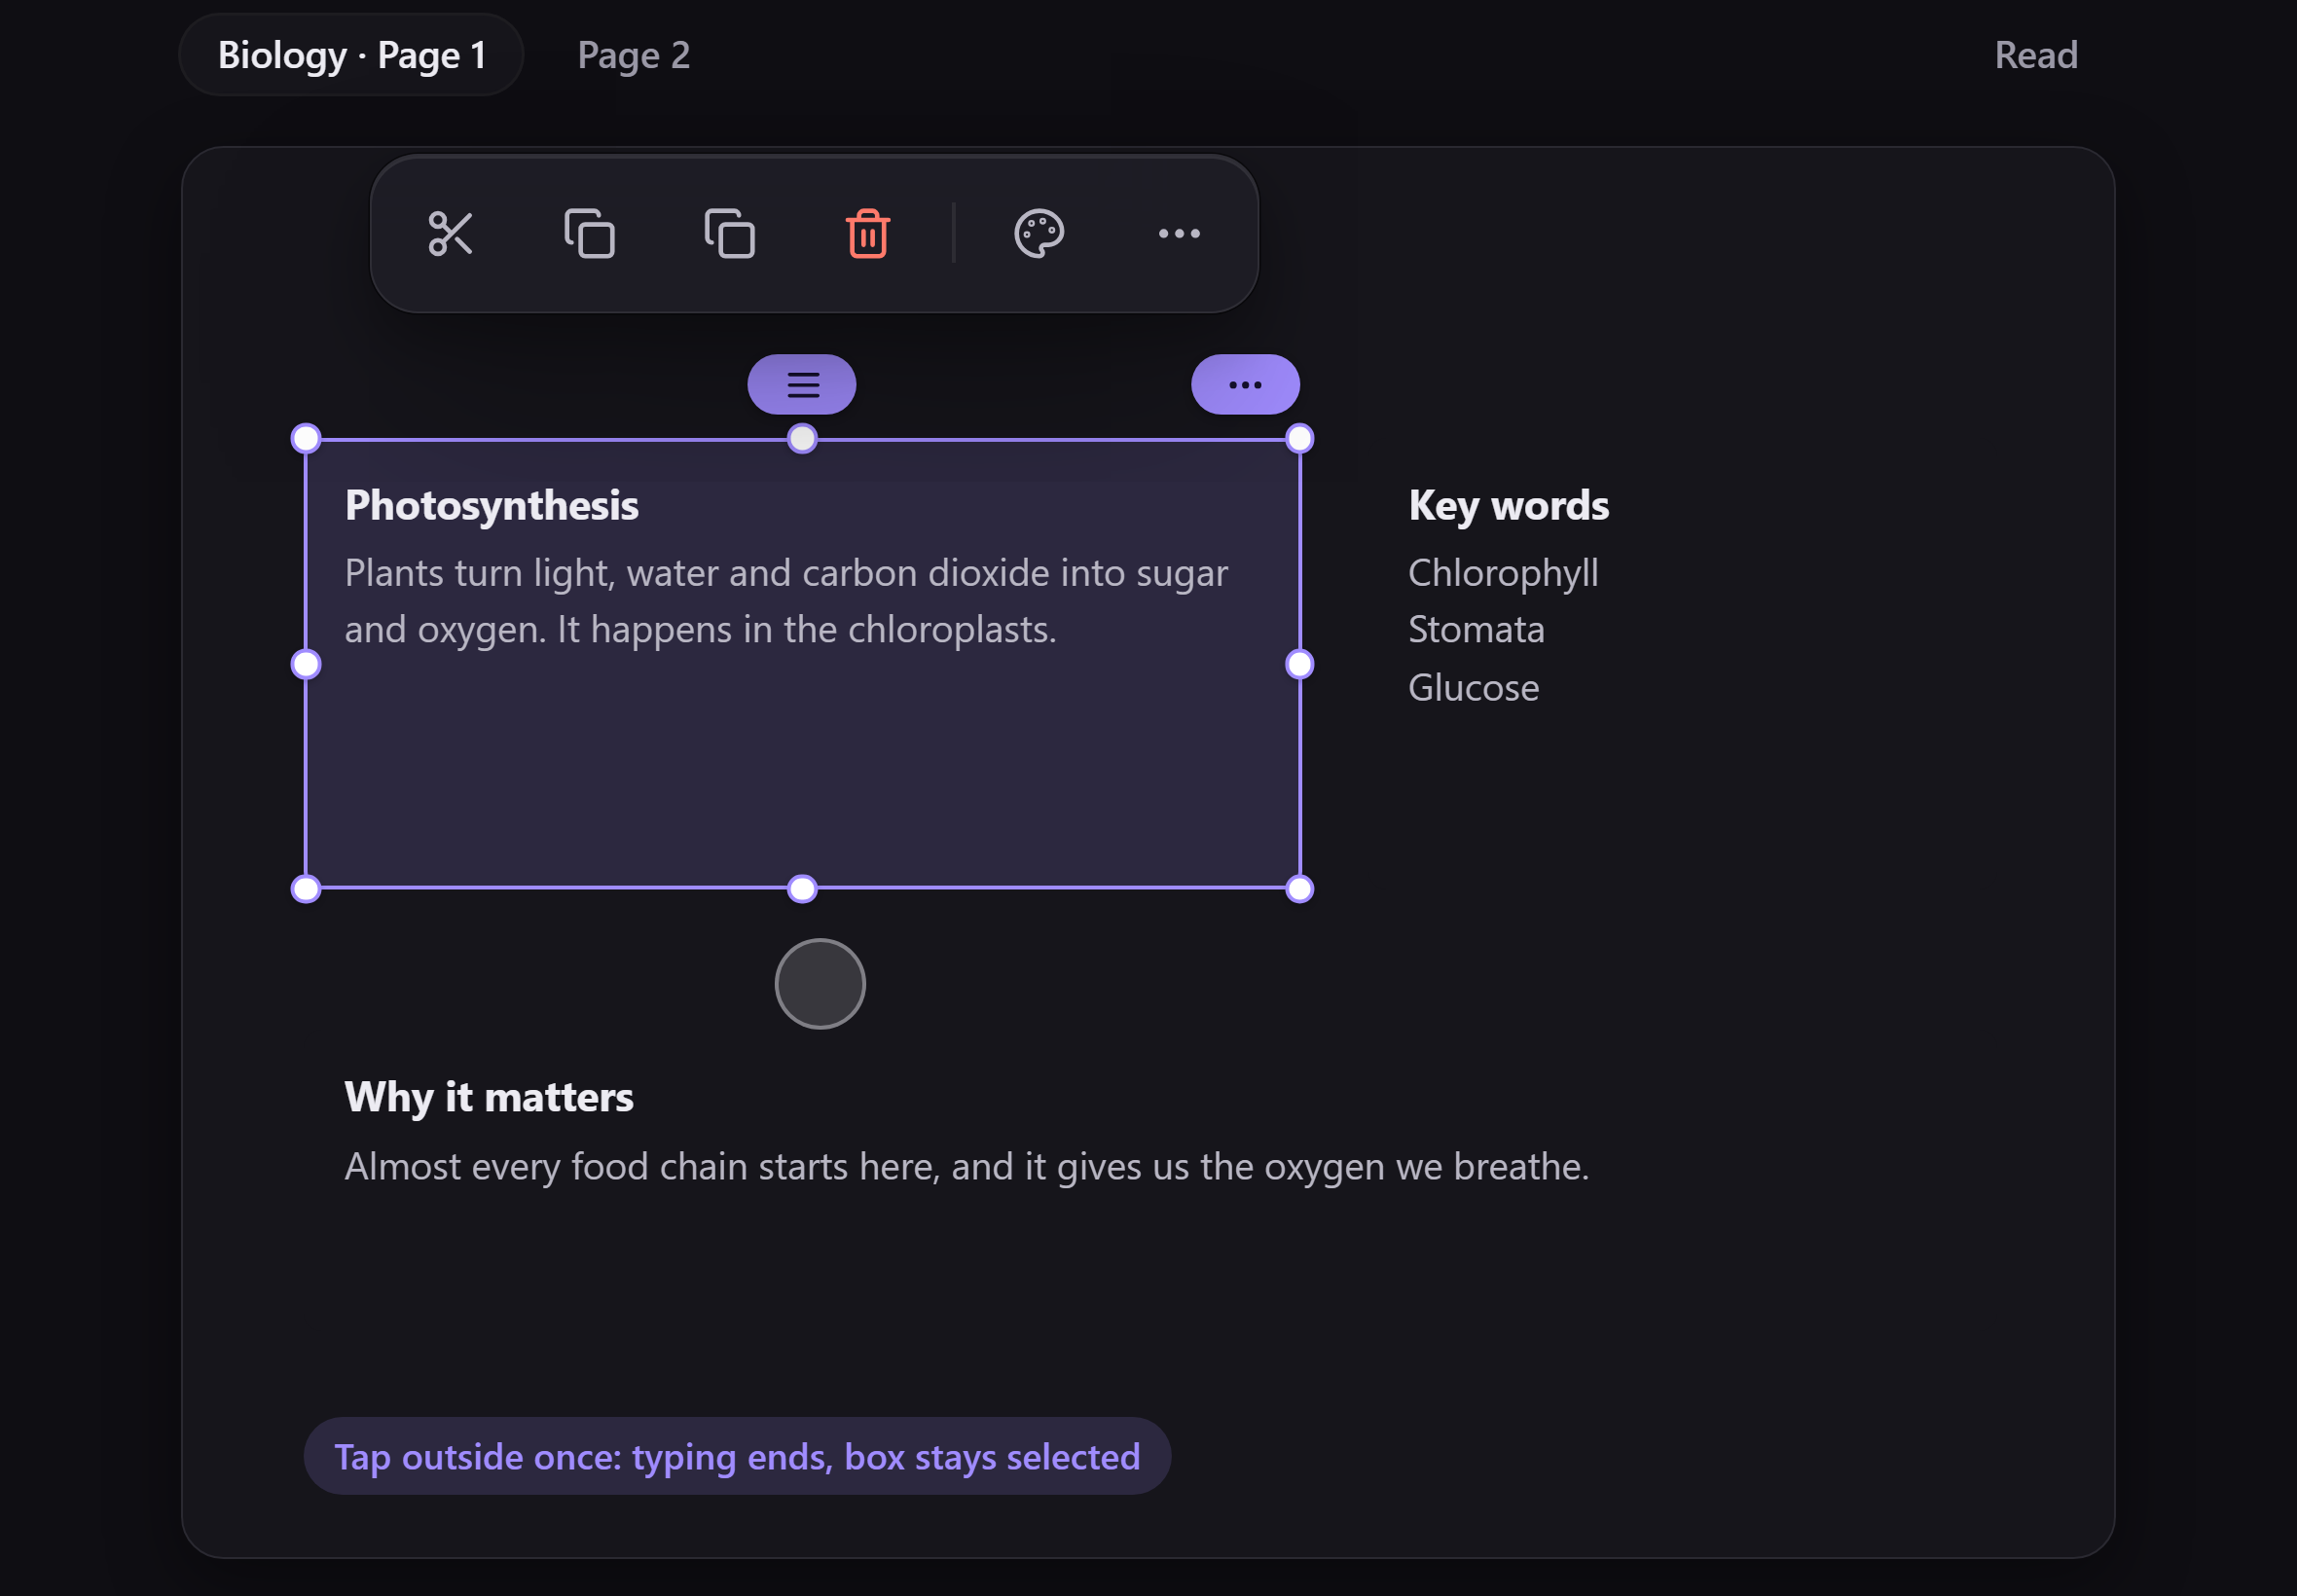 Biology · Page 1
Page 2
Read
Photosynthesis
Plants turn light, water and carbon dioxide into sugar
and oxygen. It happens in the chloroplasts.
Key words
Chlorophyll
Stomata
Glucose
Why it matters
Almost every food chain starts here, and it gives us the oxygen we breathe.
Tap outside once: typing ends, box stays selected